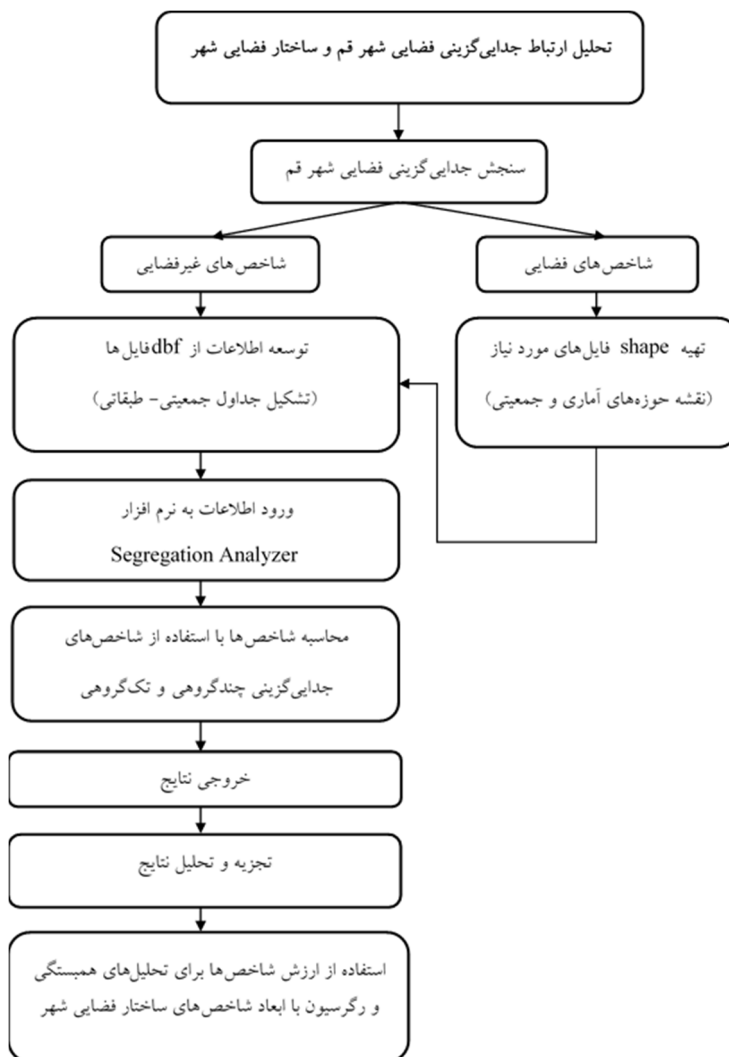 تحلیل ارتباط جدایی‌گزینی فضایی شهر قم و ساختار فضایی شهر
سنجش جدایی‌گزینی فضایی شهر قم
شاخص‌های فضایی
شاخص‌های غیرفضایی
تهیه shape فایل‌های مورد نیاز
(نقشه حوزه‌های آماری و جمعیتی)
توسعه اطلاعات از dbf فایل‌ها
(تشکیل جداول جمعیتی- طبقاتی)
ورود اطلاعات به نرم افزار
Segregation Analyzer
محاسبه شاخص‌ها با استفاده از شاخص‌های
جدایی‌گزینی چندگروهی و تک‌گروهی
خروجی نتایج
تجزیه و تحلیل نتایج
استفاده از ارزش شاخص‌ها برای تحلیل‌های همبستگی
و رگرسیون با ابعاد شاخص‌های ساختار فضایی شهر